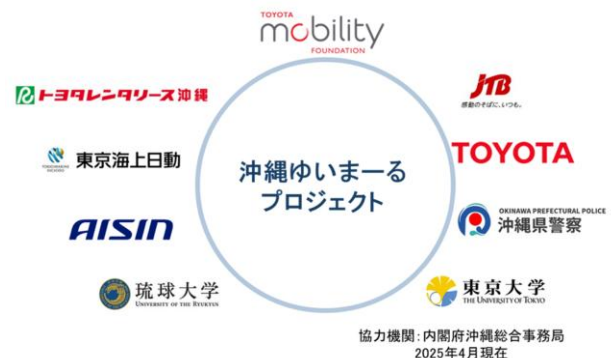 TOYOTA
mobility
FOUNDATION
トヨタレンタリース沖縄
JTB
感動のそばに、いつも。
東京海上日動
沖縄ゆいまーる
プロジェクト
TOYOTA
AISIN
OKINAWA PREFECTURAL POLICE
沖縄県警察
琉球大学
UNIVERSITY OF THE RYUKYUS
東京大学
THE UNIVERSITY OF TOKYO
協力機関:内閣府沖縄総合事務局
2025年4月現在